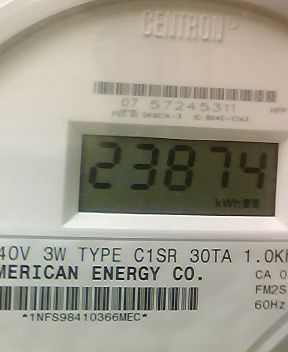 CENTRON®
07 57245311
23874
kWh
40V 3W TYPE C1SR 30TA 1.0K
MERICAN ENERGY CO.
CA 0
FM2S
60Hz
*1NFS98410366MEC*